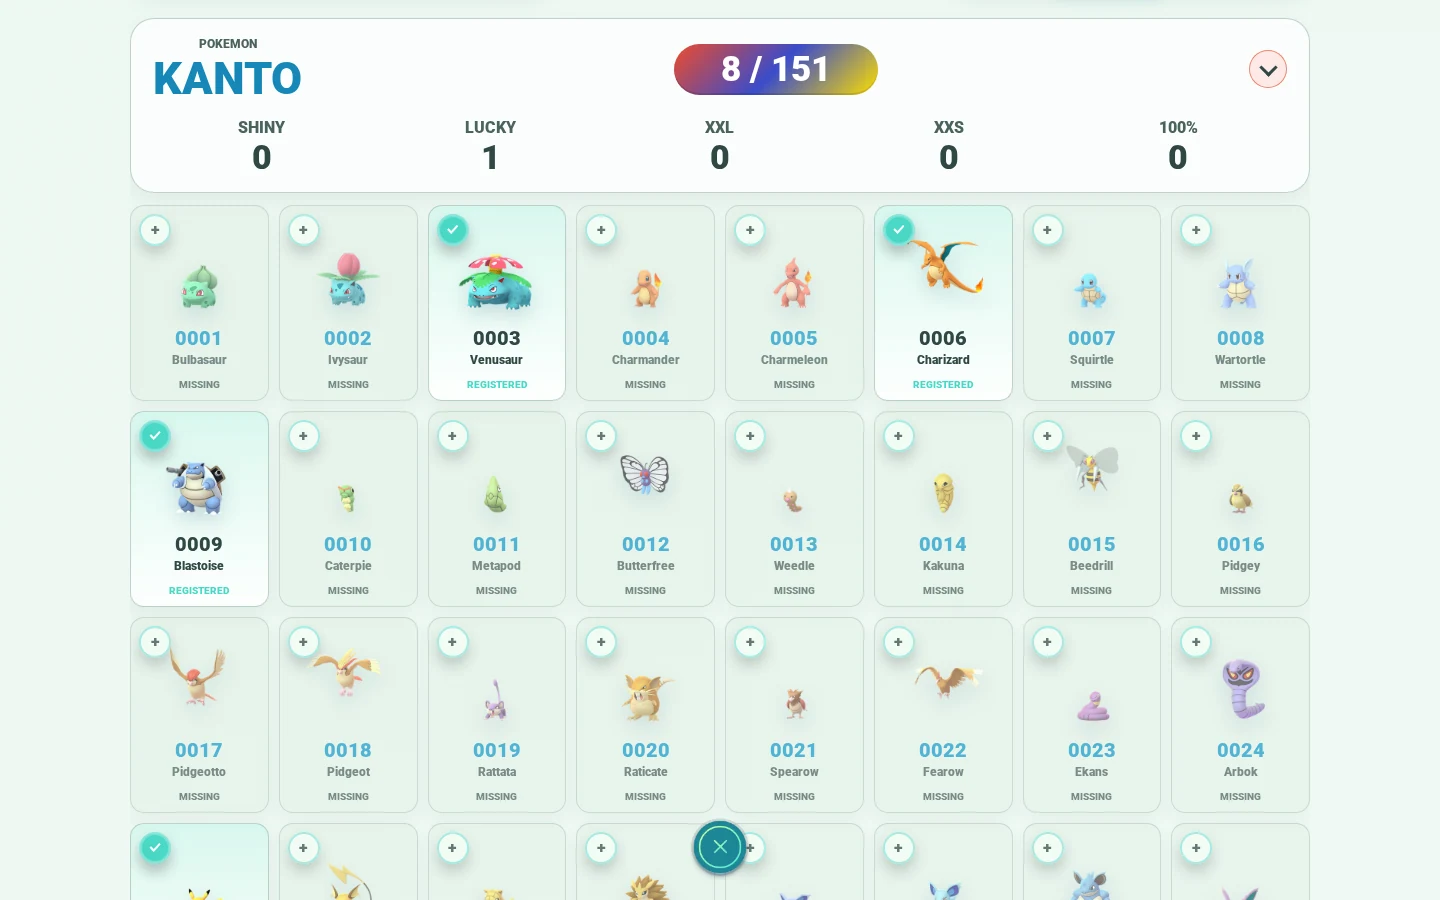 POKEMON
KANTO
8 / 151
SHINY LUCKY XXL XXS 100%
0 1 0 0 0
0001 0002 0003 0004 0005 0006 0007 0008
Bulbasaur Ivysaur Venusaur Charmander Charmeleon Charizard Squirtle Wartortle
MISSING MISSING REGISTERED MISSING MISSING REGISTERED MISSING MISSING
0009 0010 0011 0012 0013 0014 0015 0016
Blastoise Caterpie Metapod Butterfree Weedle Kakuna Beedrill Pidgey
REGISTERED MISSING MISSING MISSING MISSING MISSING MISSING MISSING
0017 0018 0019 0020 0021 0022 0023 0024
Pidgeotto Pidgeot Rattata Raticate Spearow Fearow Ekans Arbok
MISSING MISSING MISSING MISSING MISSING MISSING MISSING MISSING